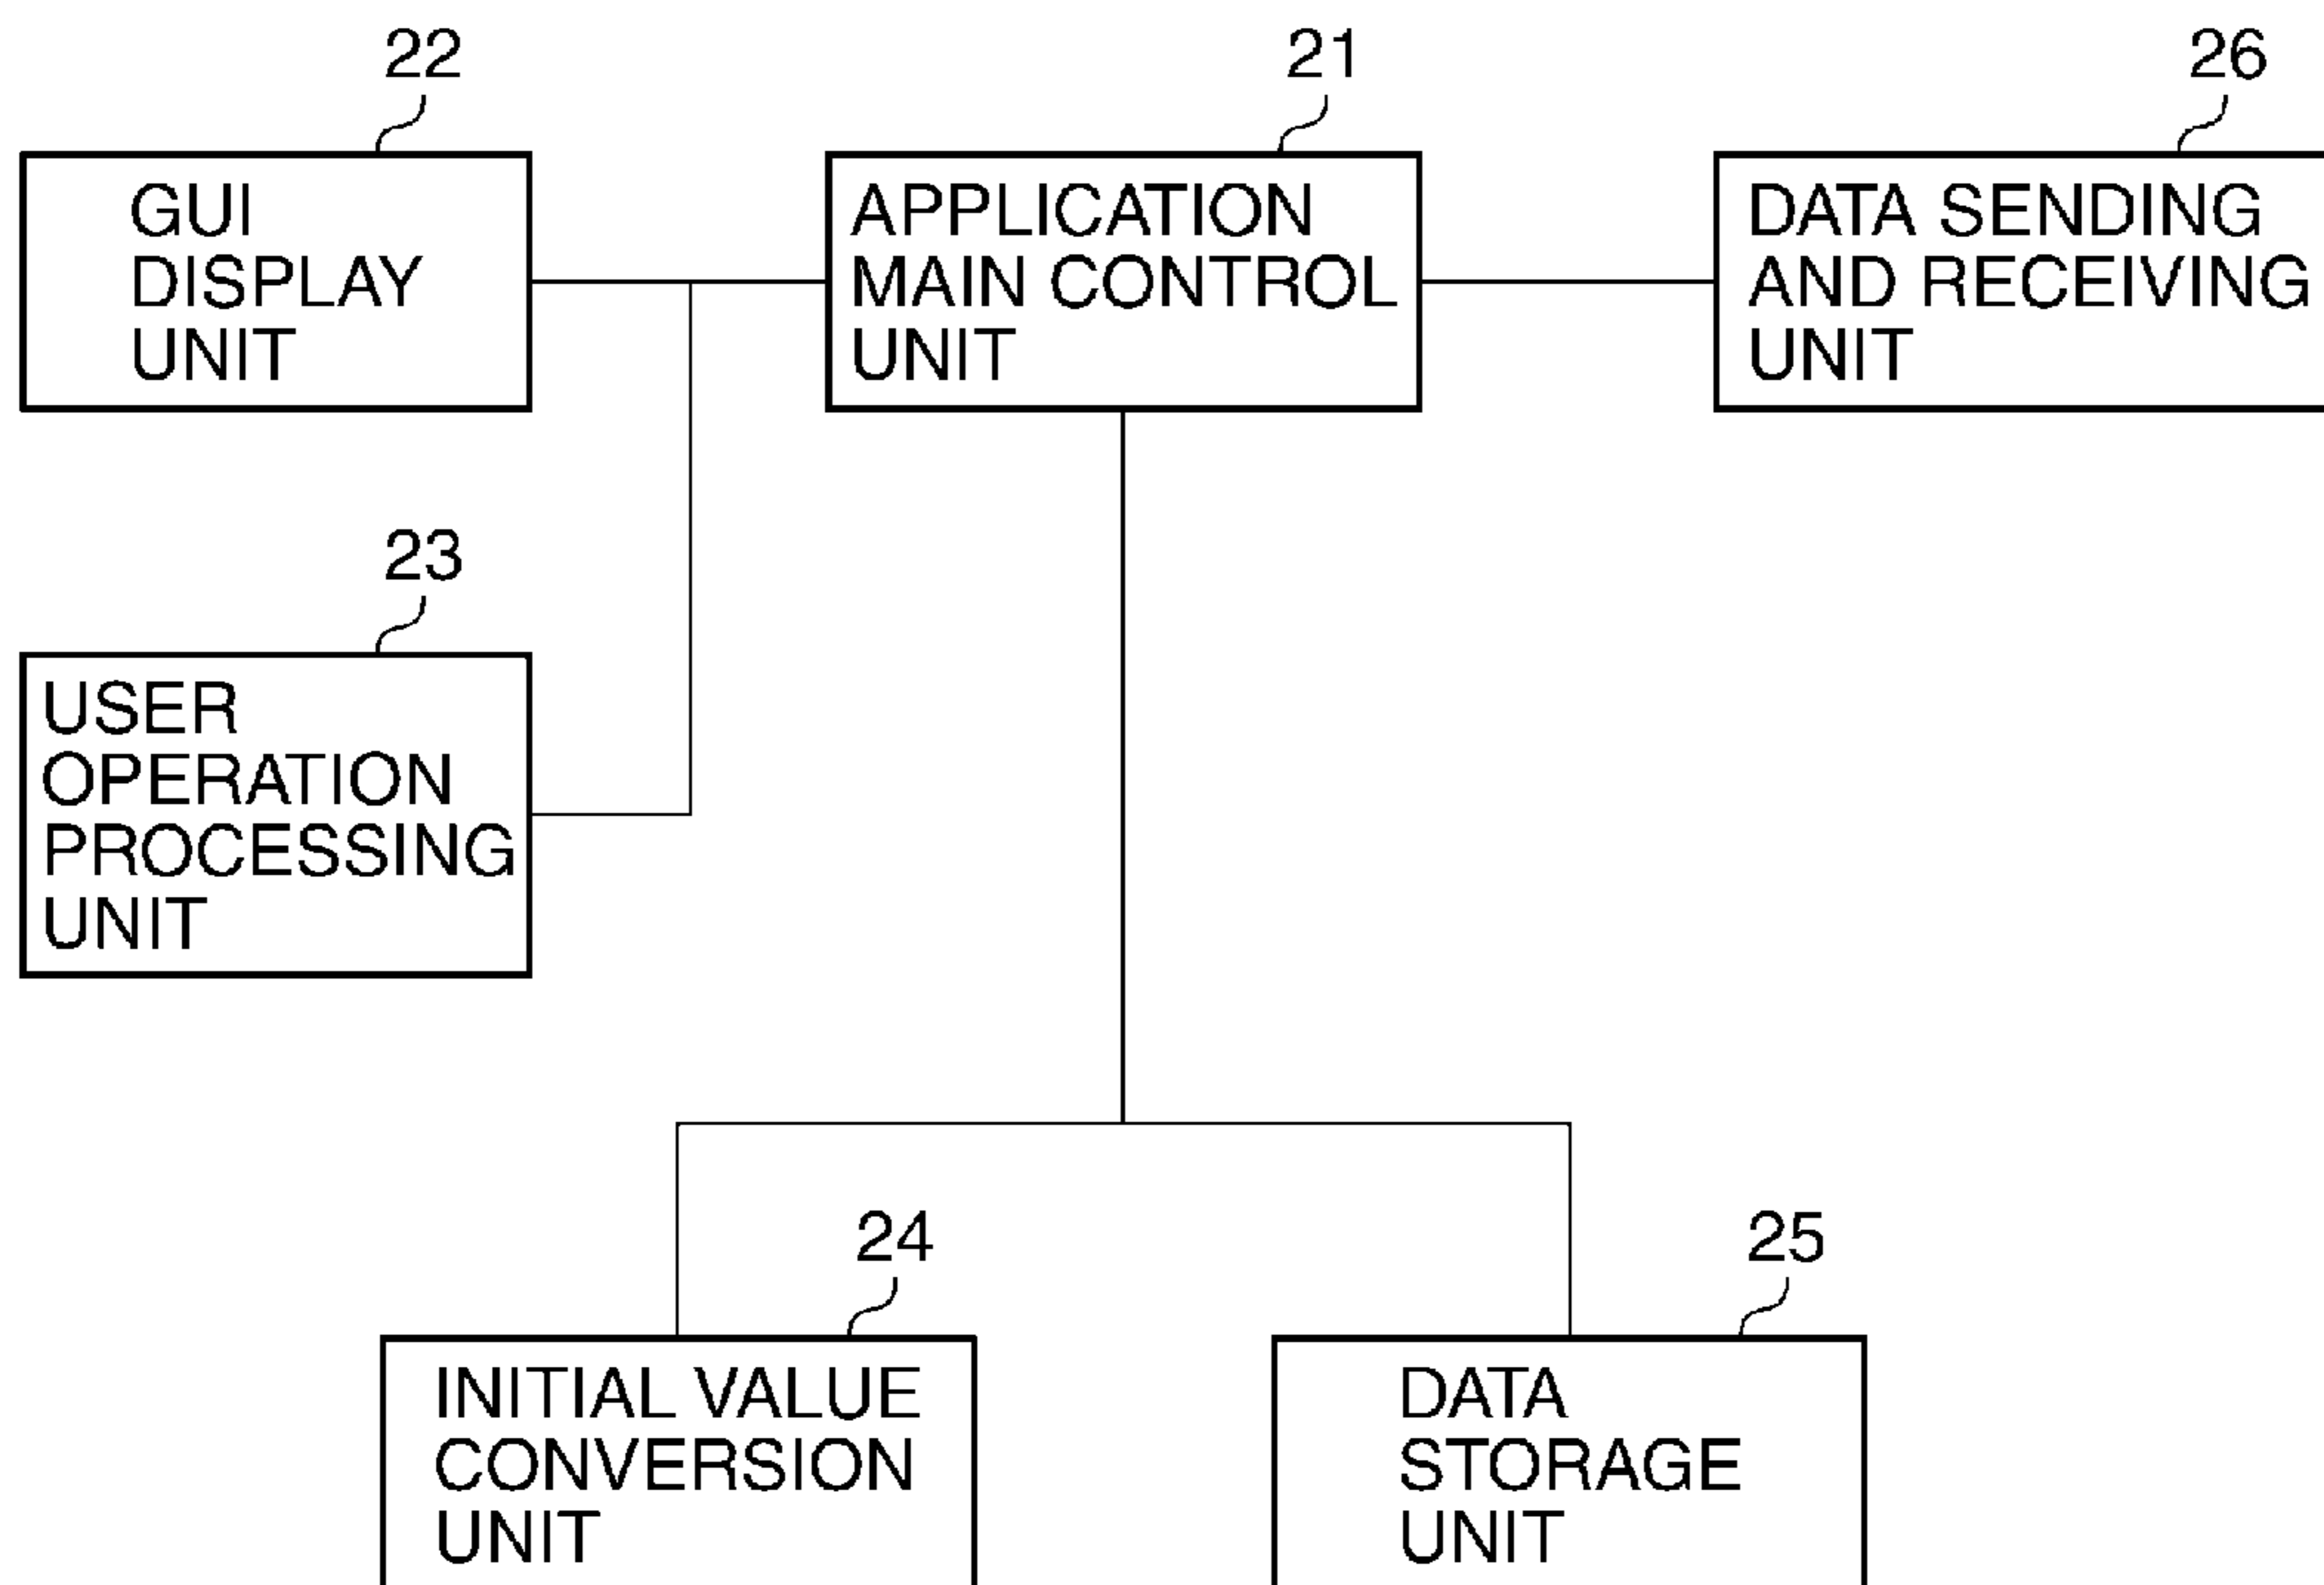 22
GUI
DISPLAY
UNIT
21
APPLICATION
MAIN CONTROL
UNIT
26
DATA SENDING
AND RECEIVING
UNIT
23
USER
OPERATION
PROCESSING
UNIT
24
INITIAL VALUE
CONVERSION
UNIT
25
DATA
STORAGE
UNIT